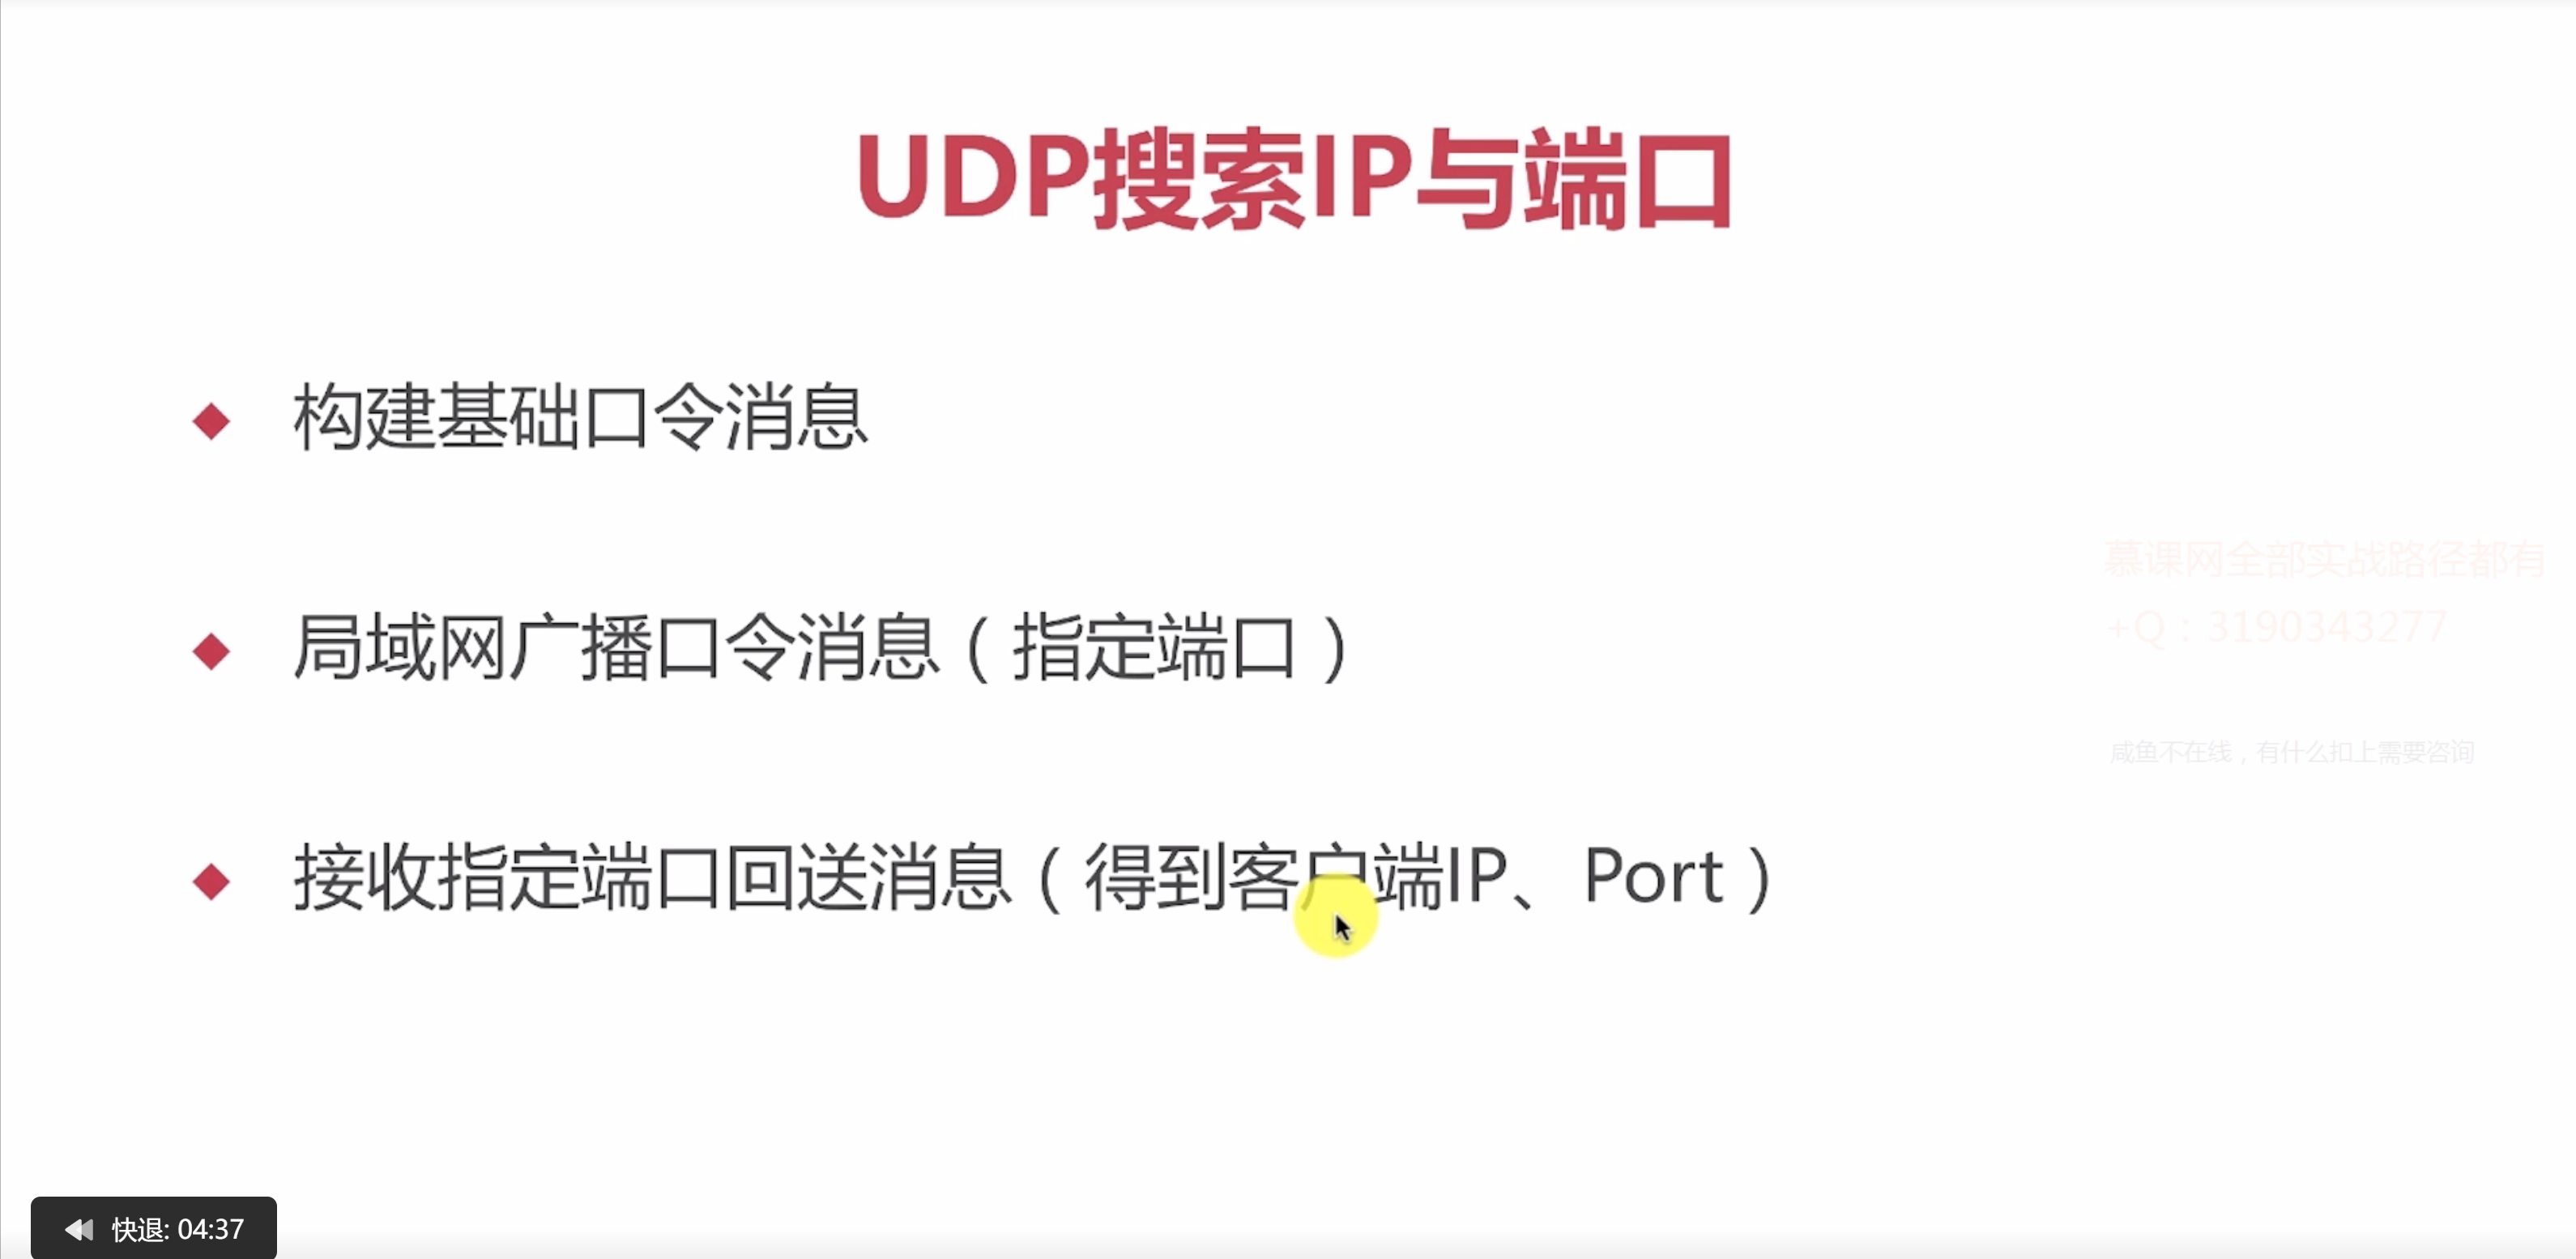 UDP搜索IP与端口
构建基础口令消息
局域网广播口令消息（指定端口）
接收指定端口回送消息（得到客户端IP、Port）
慕课网全部实战路径都有
+Q：3190343277
咸鱼不在线，有什么扣上需要咨询
快退: 04:37